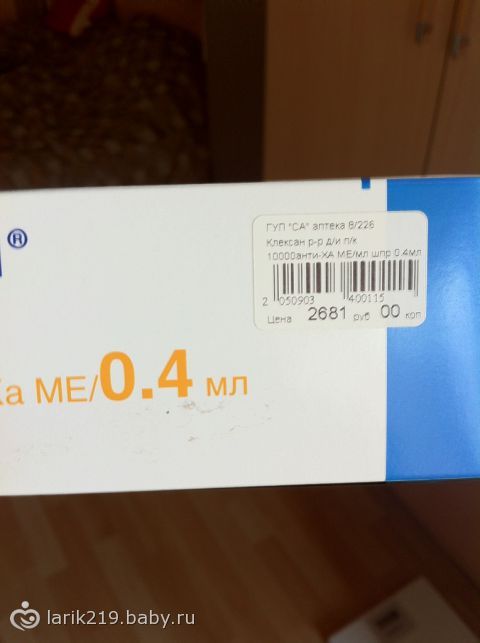 ®
ГУП "СА" аптека 8/226
Клексан р-р д/и п/к
10000анти-ХА МЕ/мл шпр 0.4мл
2 050903 400115
Цена 2681 руб 00 коп
Ха МЕ/0.4 мл
larik219.baby.ru